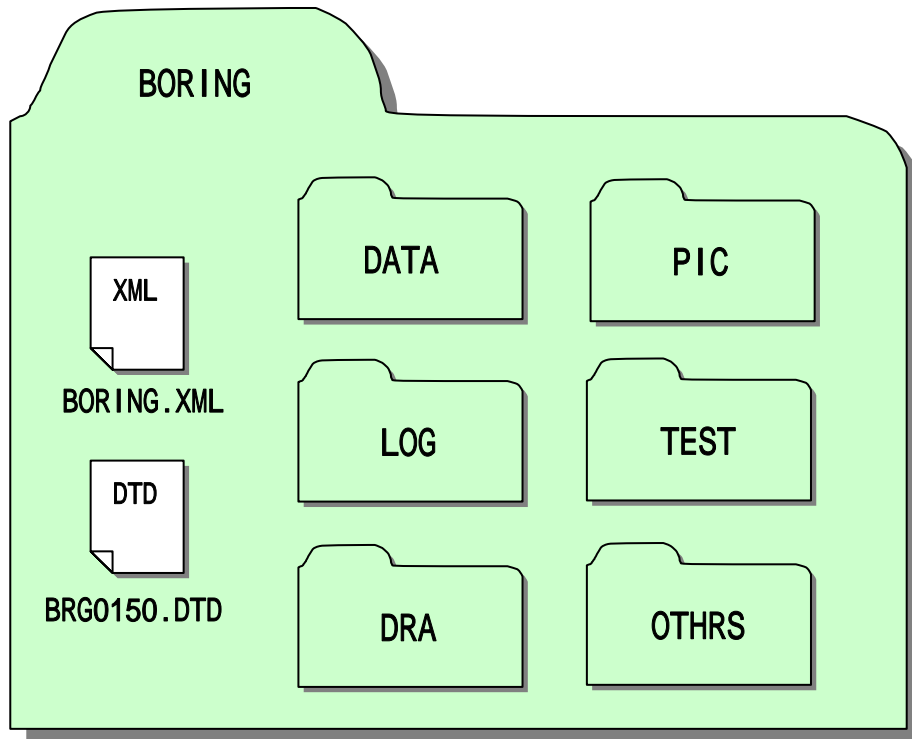 BORING
XML
BORING.XML
DTD
BRG0150.DTD
DATA
PIC
LOG
TEST
DRA
OTHRS